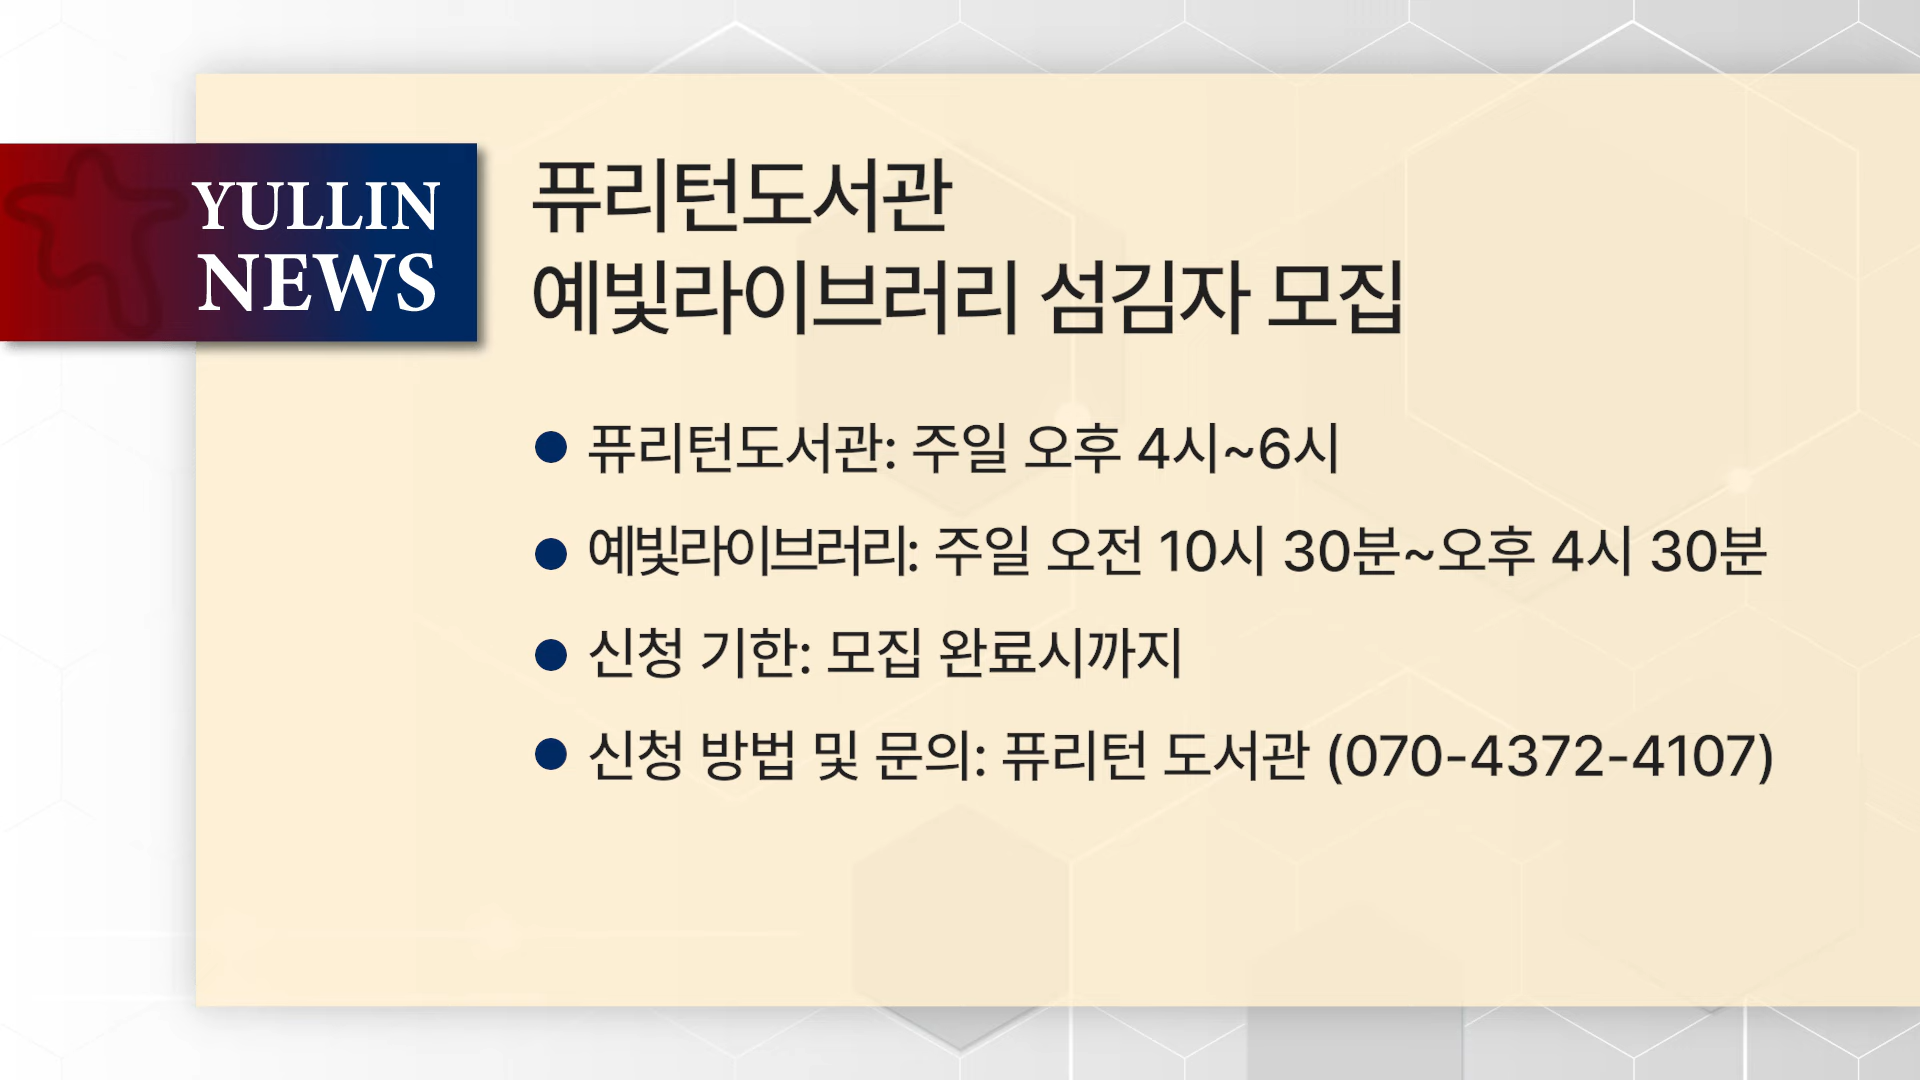 YULLIN
NEWS
퓨리턴도서관
예빛라이브러리 섬김자 모집
퓨리턴도서관: 주일 오후 4시~6시
예빛라이브러리: 주일 오전 10시 30분~오후 4시 30분
신청 기한: 모집 완료시까지
신청 방법 및 문의: 퓨리턴 도서관 (070-4372-4107)